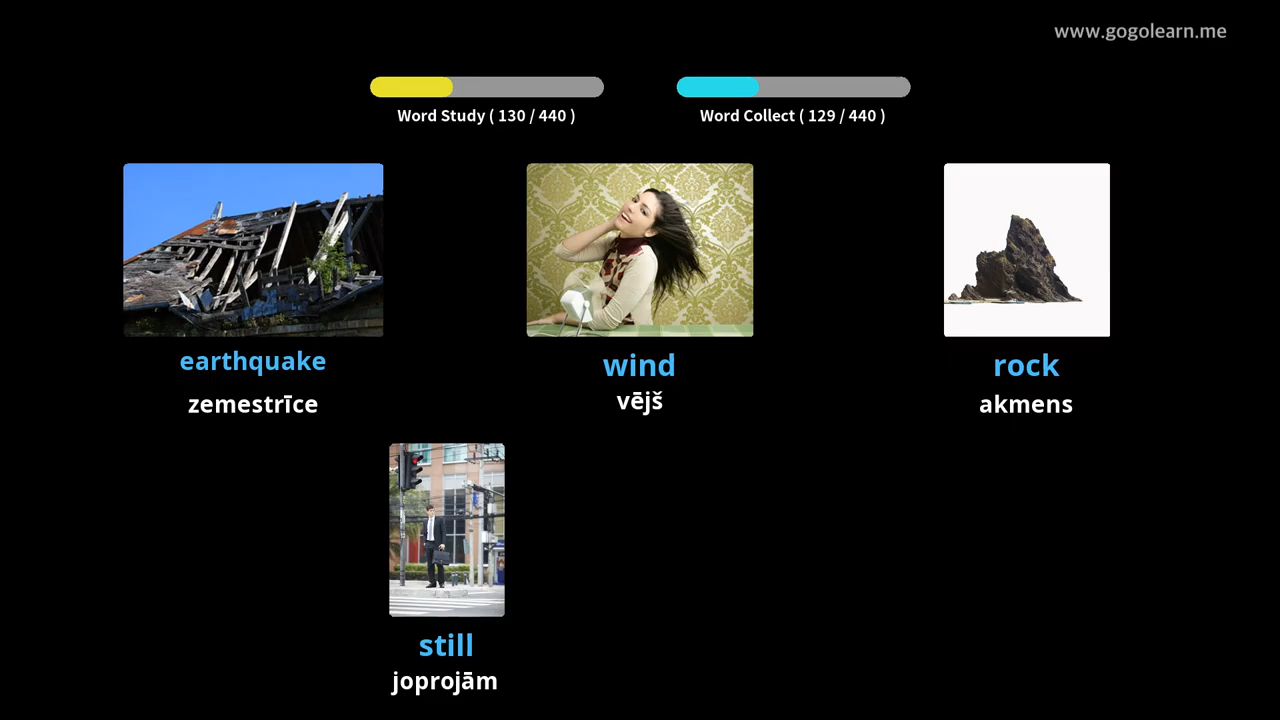 www.gogolearn.me
Word Study ( 130 / 440 )
Word Collect ( 129 / 440 )
earthquake
zemestrīce
wind
vējš
rock
akmens
still
joprojām